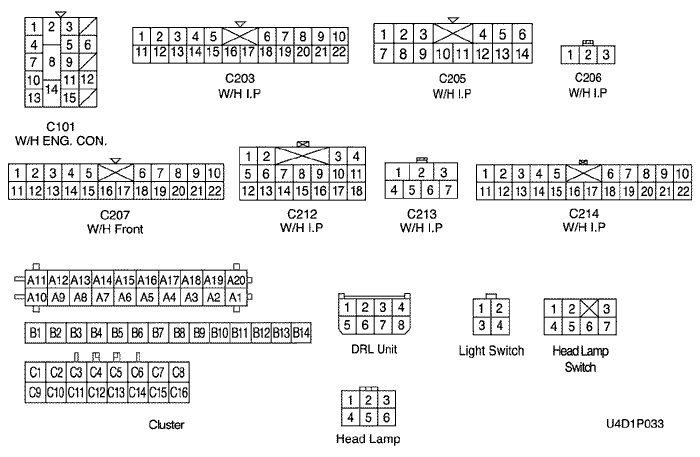 1 2 3
4 5 6
7 8 9
10 11 12
13 14 15
C101
W/H ENG. CON.
1 2 3 4 5 6 7 8 9 10
11 12 13 14 15 16 17 18 19 20 21 22
C203
W/H I.P
1 2 3 4 5 6
7 8 9 10 11 12 13 14
C205
W/H I.P
1 2 3
C206
W/H I.P
1 2 3 4 5 6 7 8 9 10
11 12 13 14 15 16 17 18 19 20 21 22
C207
W/H Front
1 2 3 4
5 6 7 8 9 10 11
12 13 14 15 16 17 18
C212
W/H I.P
1 2 3
4 5 6 7
C213
W/H I.P
1 2 3 4 5 6 7 8 9 10
11 12 13 14 15 16 17 18 19 20 21 22
C214
W/H I.P
A11 A12 A13 A14 A15 A16 A17 A18 A19 A20
A10 A9 A8 A7 A6 A5 A4 A3 A2 A1
B1 B2 B3 B4 B5 B6 B7 B8 B9 B10 B11 B12 B13 B14
C1 C2 C3 C4 C5 C6 C7 C8
C9 C10 C11 C12 C13 C14 C15 C16
Cluster
1 2 3 4
5 6 7 8
DRL Unit
1 2
3 4
Light Switch
1 2 3
4 5 6 7
Head Lamp
Switch
1 2 3
4 5 6
Head Lamp
U4D1P033